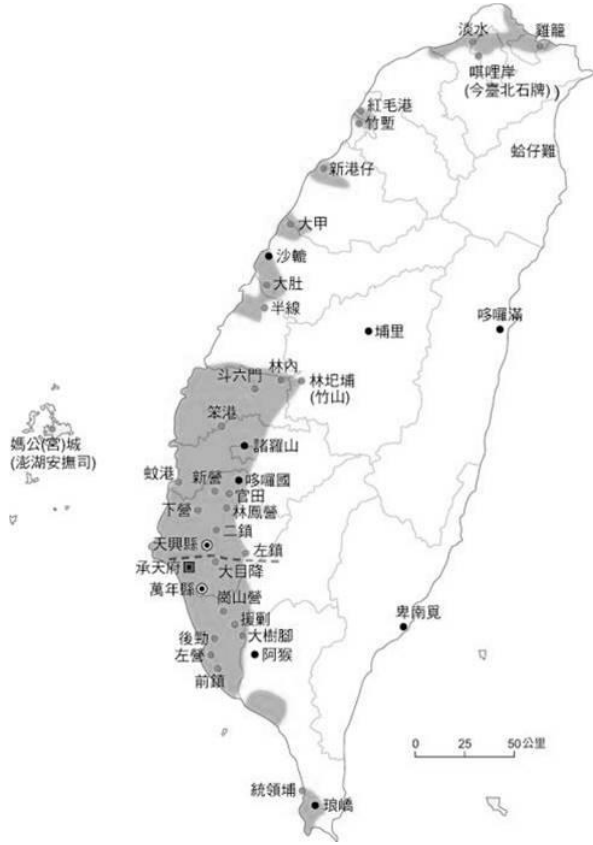 淡水
雞籠
唭哩岸
(今臺北石牌))
紅毛港
竹塹
蛤仔難
新港仔
大甲
沙轆
大肚
半線
埔里
哆囉滿
林內
斗六門
林圯埔
(竹山)
笨港
諸羅山
媽公(宮)城
(澎湖安撫司)
蚊港
新營
哆囉國
官田
下營
林鳳營
二鎮
天興縣
左鎮
承天府
大目降
萬年縣
崗山營
援剿
卑南覓
後勁
大樹腳
左營
阿猴
前鎮
0 25 50 公里
統領埔
琅嶠